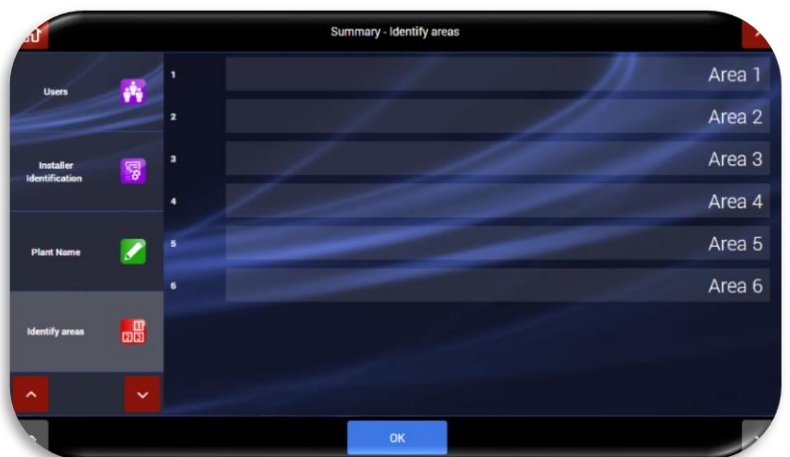 Summary - Identify areas
Users
Installer
Identification
Plant Name
Identify areas
1 Area 1
2 Area 2
3 Area 3
4 Area 4
5 Area 5
6 Area 6
OK